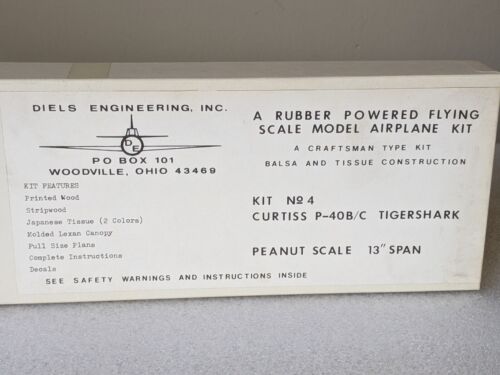 DIELS ENGINEERING, INC.
DE
PO BOX 101
WOODVILLE, OHIO 43469
KIT FEATURES
Printed Wood
Stripwood
Japanese Tissue (2 Colors)
Molded Lexan Canopy
Full Size Plans
Complete Instructions
Decals
SEE SAFETY WARNINGS AND INSTRUCTIONS INSIDE
A RUBBER POWERED FLYING
SCALE MODEL AIRPLANE KIT
A CRAFTSMAN TYPE KIT
BALSA AND TISSUE CONSTRUCTION
KIT Nº 4
CURTISS P-40B/C TIGERSHARK
PEANUT SCALE 13" SPAN